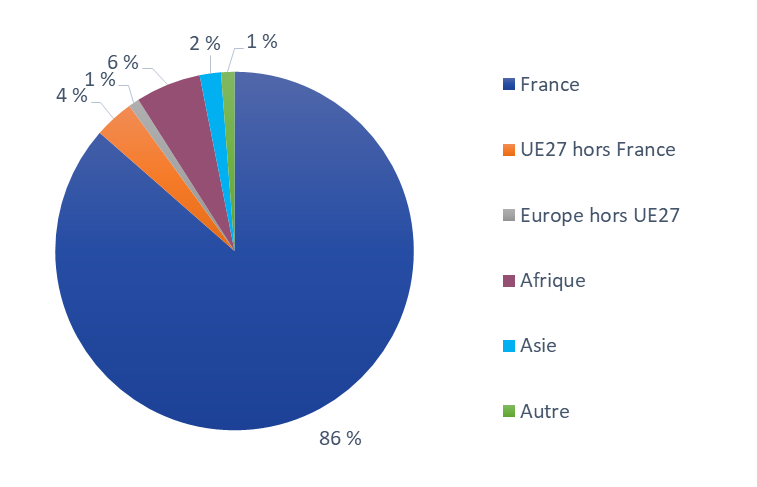 1 %
2 %
6 %
1 %
4 %
86 %
France
UE27 hors France
Europe hors UE27
Afrique
Asie
Autre